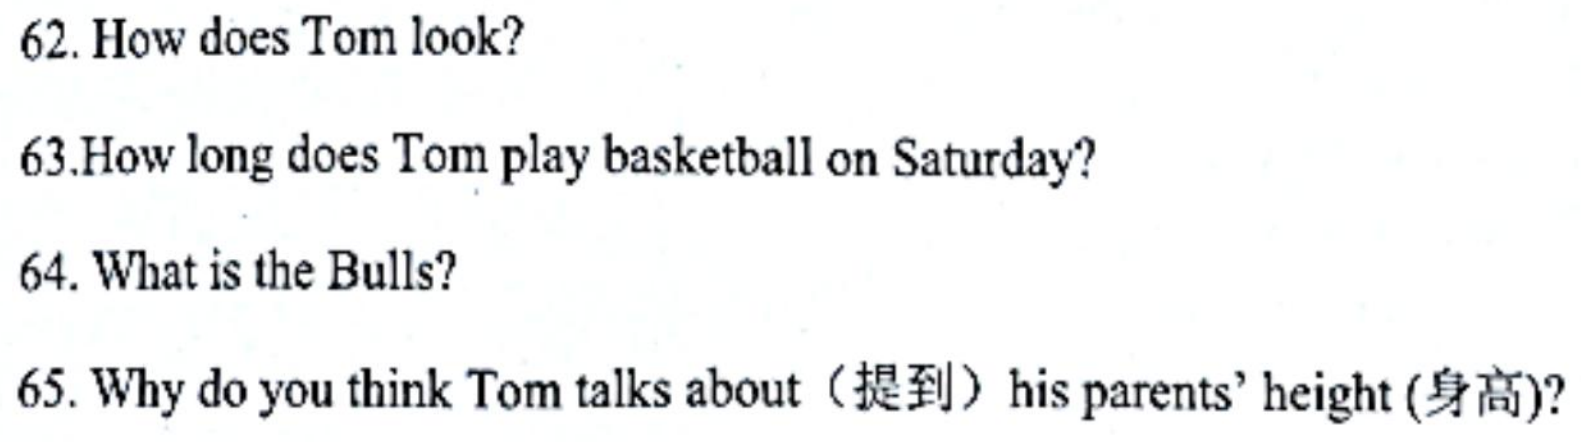 62. How does Tom look?
63.How long does Tom play basketball on Saturday?
64. What is the Bulls?
65. Why do you think Tom talks about（提到）his parents’ height (身高)?